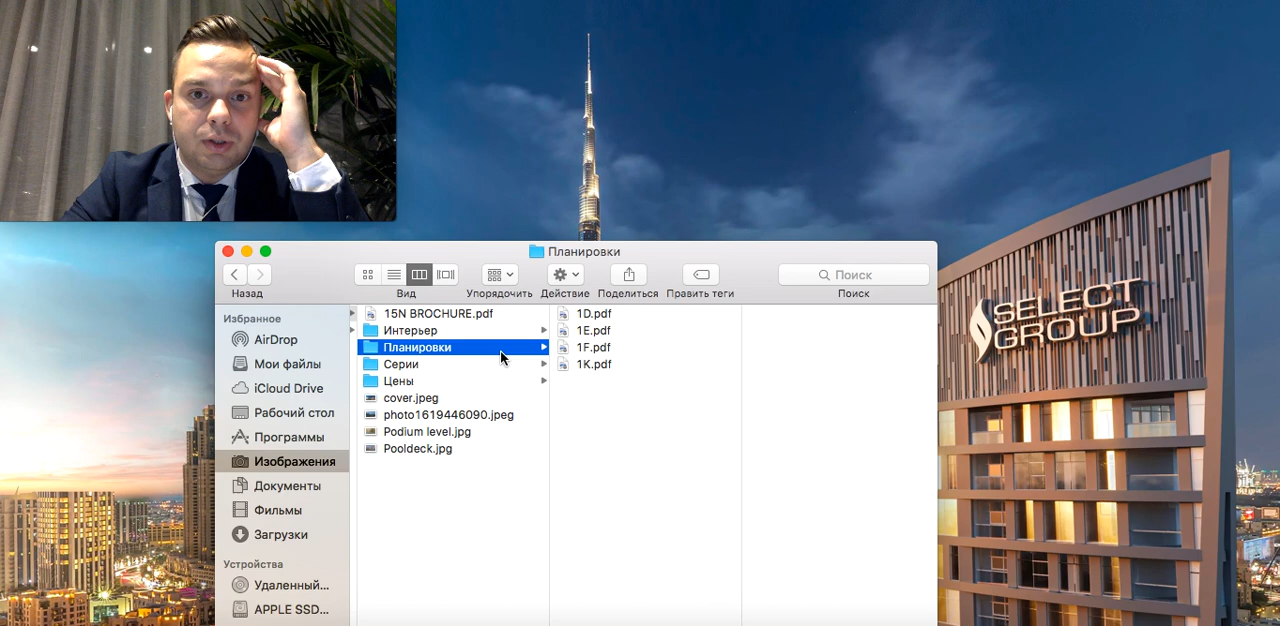 Планировки
Назад
Вид
Упорядочить
Действие
Поделиться
Править теги
Поиск
Поиск
Избранное
AirDrop
Мои файлы
iCloud Drive
Рабочий стол
Программы
Изображения
Документы
Фильмы
Загрузки
Устройства
Удаленный...
APPLE SSD...
15N BROCHURE.pdf
Интерьер
Планировки
Серии
Цены
cover.jpeg
photo1619446090.jpeg
Podium level.jpg
Pooldeck.jpg
1D.pdf
1E.pdf
1F.pdf
1K.pdf
SELECT
GROUP